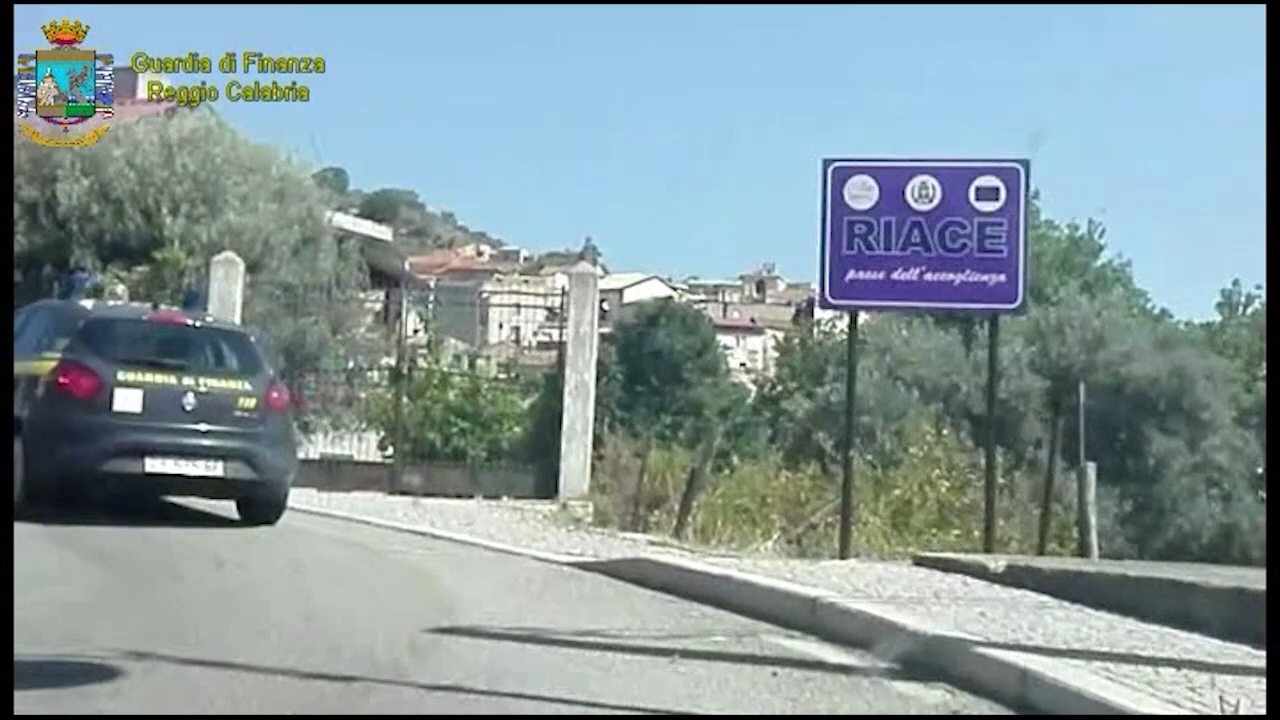 Guardia di Finanza
Reggio Calabria
RIACE
paese dell'accoglienza
GUARDIA DI FINANZA